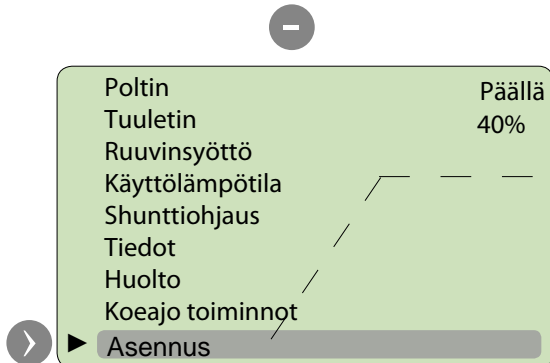 Poltin Päällä
Tuuletin 40%
Ruuvinsyöttö
Käyttölämpötila
Shunttiohjaus
Tiedot
Huolto
Koeajo toiminnot
Asennus